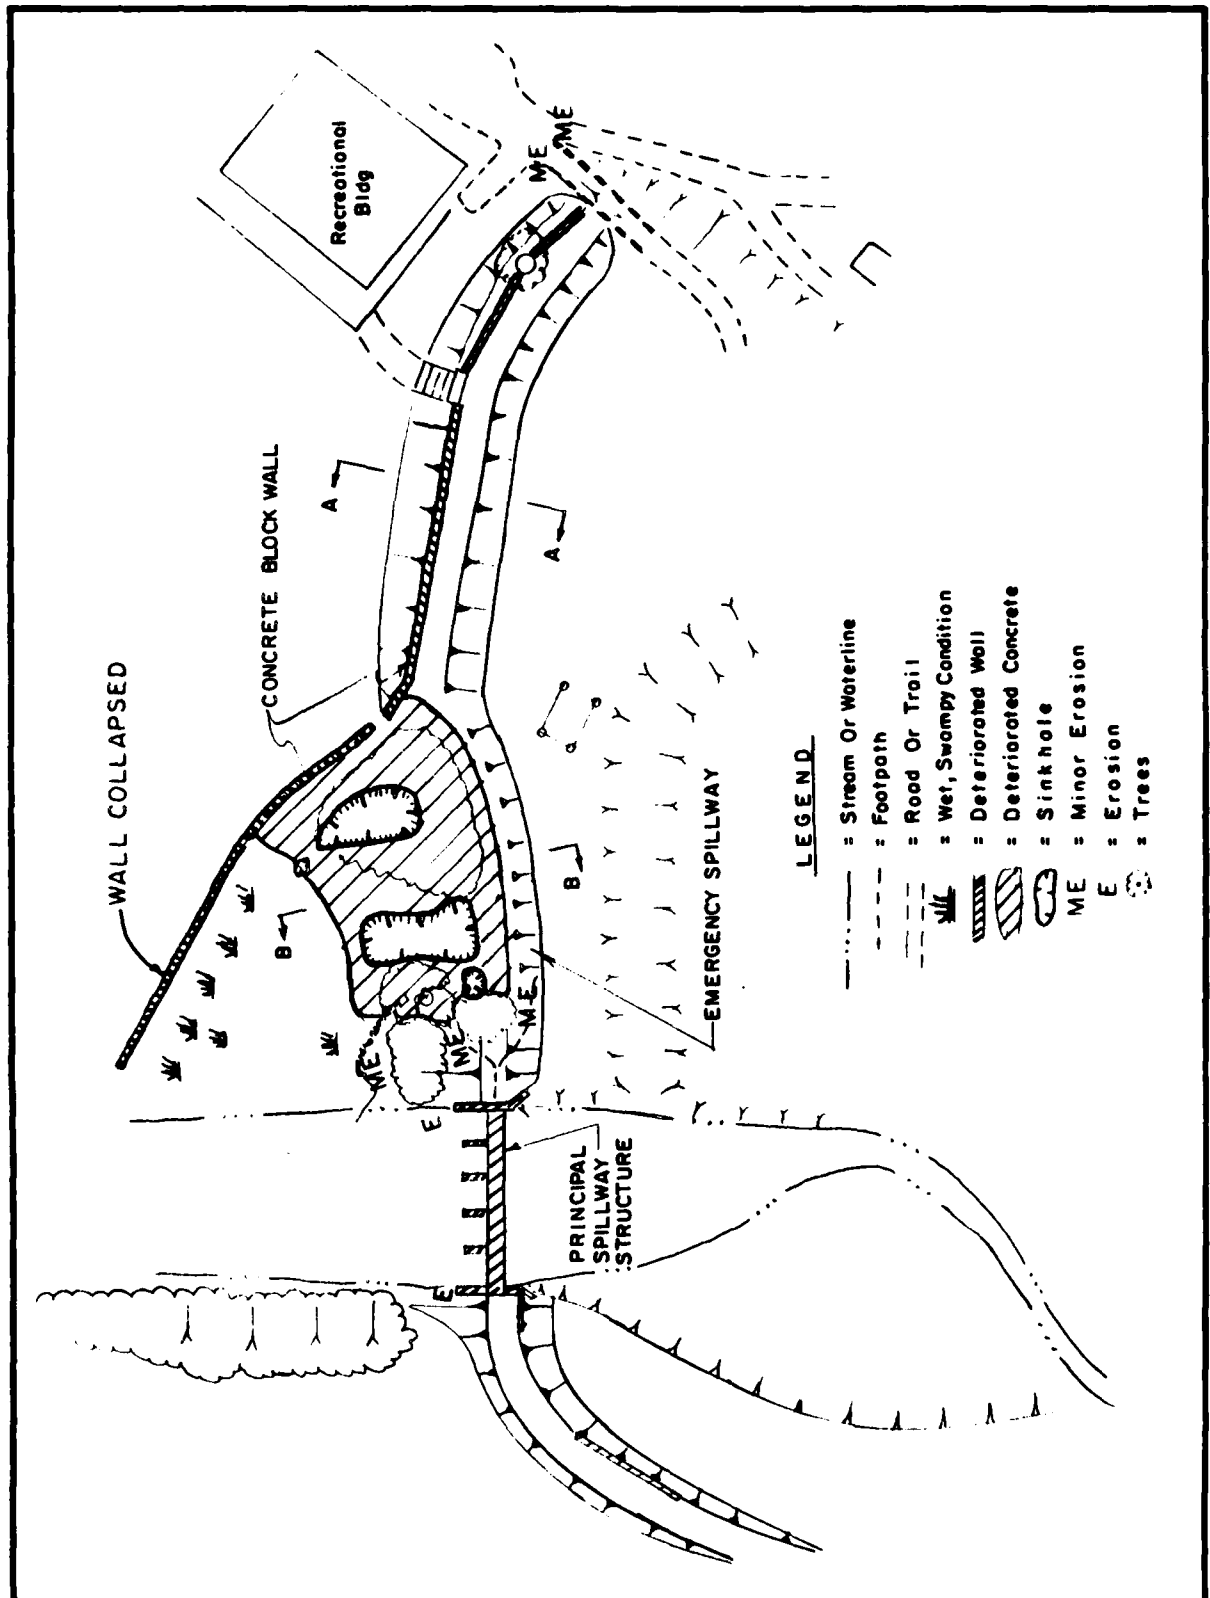 Recreational
Bldg
ME
ME
A
A
CONCRETE BLOCK WALL
WALL COLLAPSED
B
B
ME
ME
ME
E
E
EMERGENCY SPILLWAY
PRINCIPAL
SPILLWAY
STRUCTURE
LEGEND
= Stream Or Waterline
= Footpath
= Road Or Trail
= Wet, Swampy Condition
= Deteriorated Wall
= Deteriorated Concrete
= Sinkhole
ME = Minor Erosion
E = Erosion
= Trees